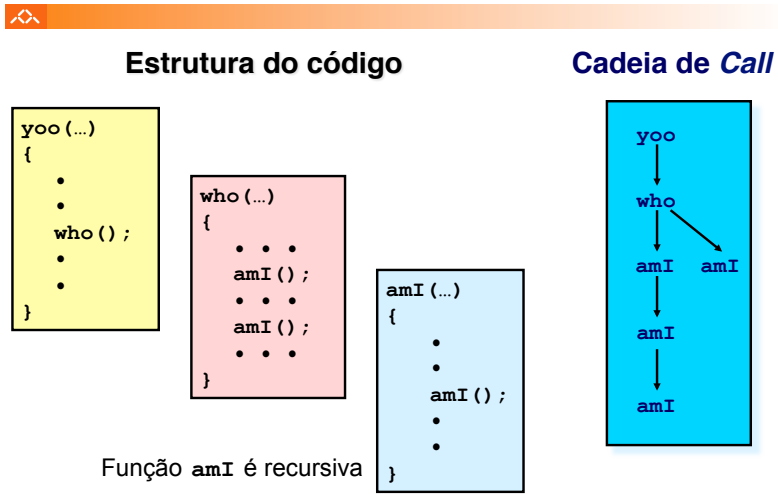 Estrutura do código
Cadeia de Call
yoo(…)
{
•
•
who();
•
•
}
who(…)
{
• • •
amI();
• • •
amI();
• • •
}
amI(…)
{
•
•
amI();
•
•
}
Função amI é recursiva
yoo
who
amI amI
amI
amI